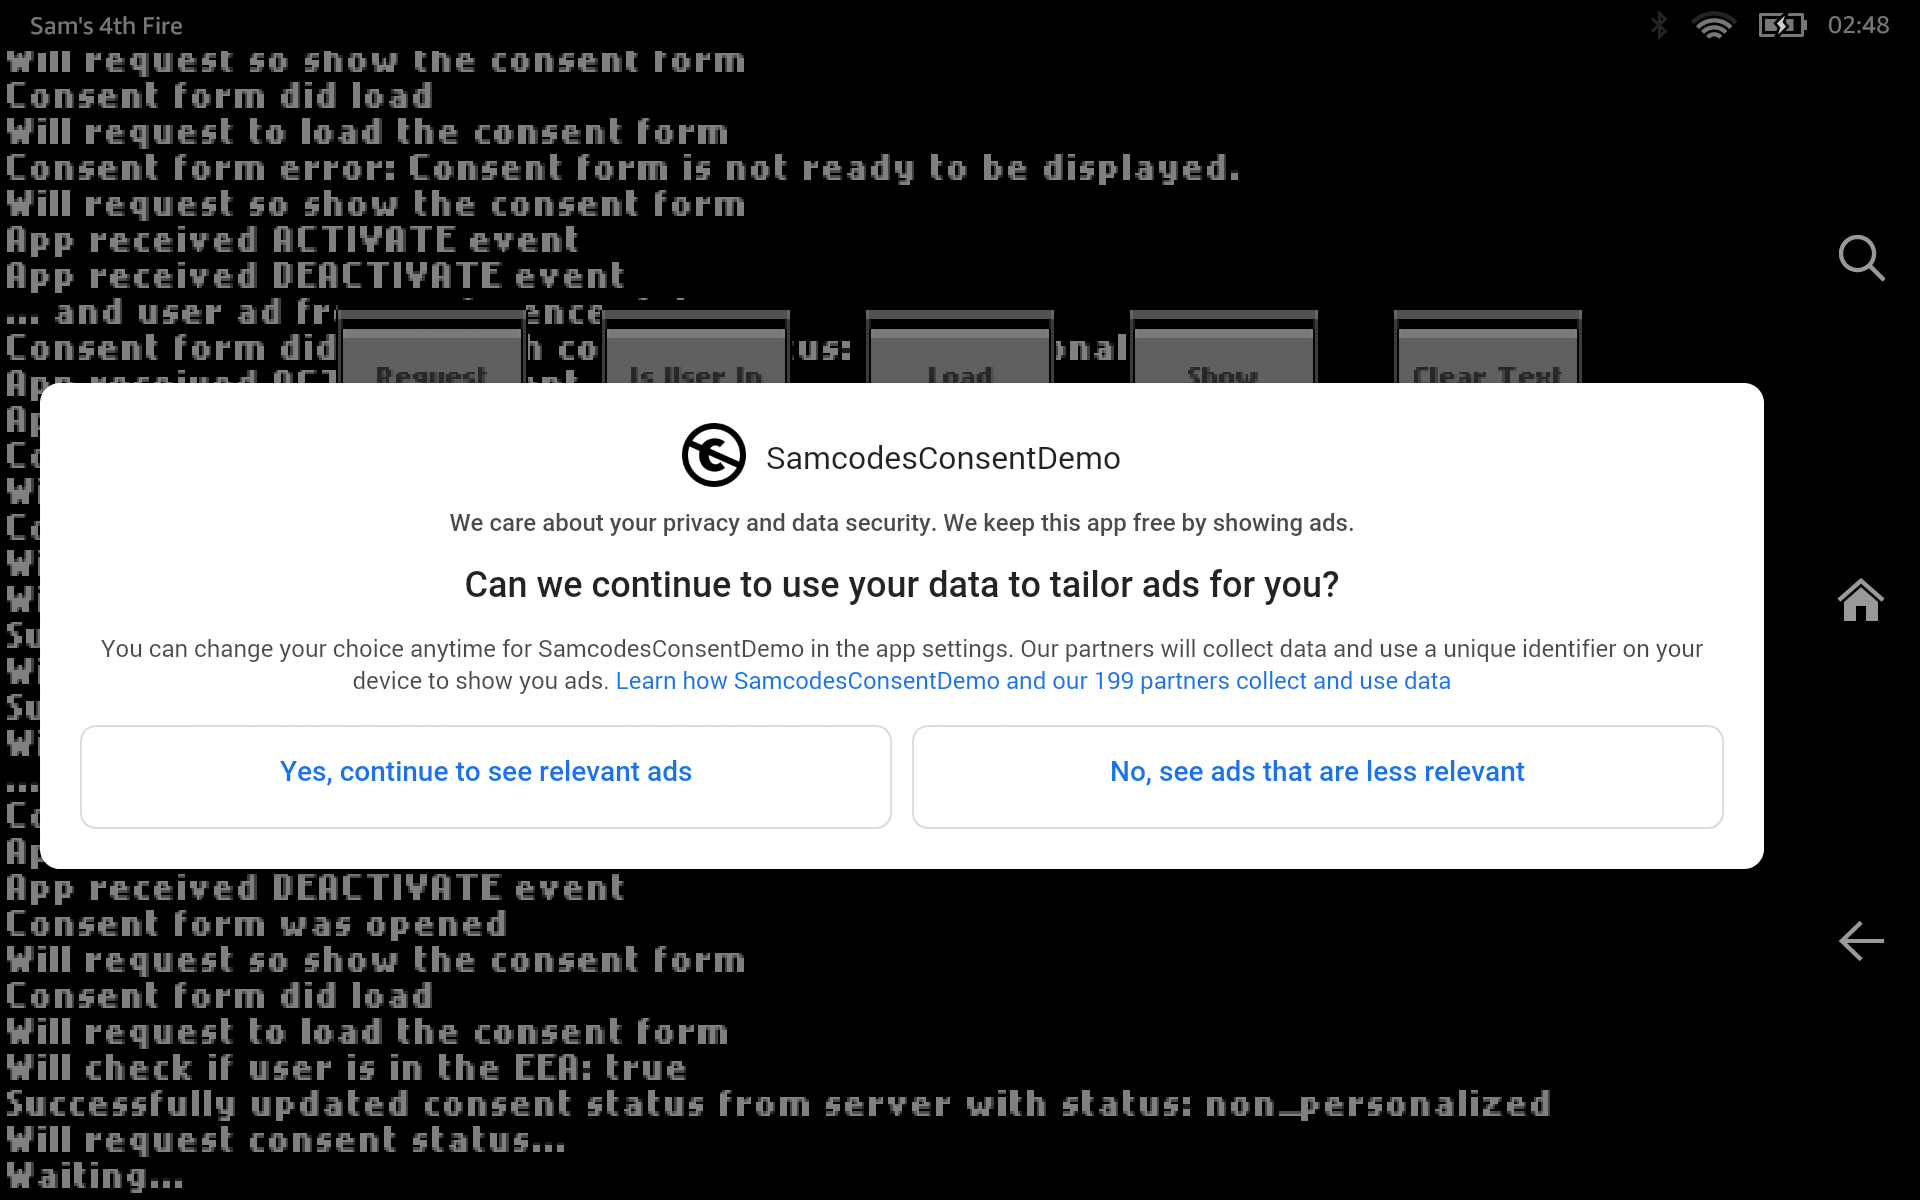 Sam's 4th Fire
02:48
Will request so show the consent form
Consent form did load
Will request to load the consent form
Consent form error: Consent form is not ready to be displayed.
Will request so show the consent form
App received ACTIVATE event
App received DEACTIVATE event
... and user ad
Consent form did
Request
Is User In
Load
Show
Clear Text
SamcodesConsentDemo
We care about your privacy and data security. We keep this app free by showing ads.
Can we continue to use your data to tailor ads for you?
You can change your choice anytime for SamcodesConsentDemo in the app settings. Our partners will collect data and use a unique identifier on your
device to show you ads. Learn how SamcodesConsentDemo and our 199 partners collect and use data
Yes, continue to see relevant ads
No, see ads that are less relevant
App received DEACTIVATE event
Consent form was opened
Will request so show the consent form
Consent form did load
Will request to load the consent form
Will check if user is in the EEA: true
Successfully updated consent status from server with status: non_personalized
Will request consent status...
Waiting...